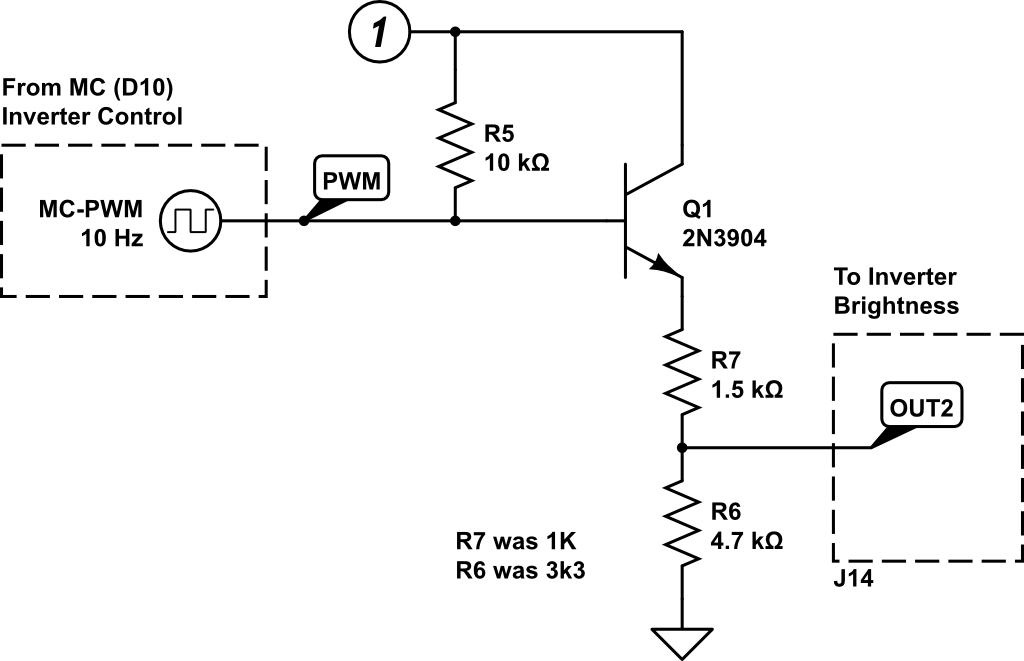 1
From MC (D10)
Inverter Control
R5
10 kΩ
PWM
MC-PWM
10 Hz
Q1
2N3904
To Inverter
Brightness
R7
1.5 kΩ
OUT2
R6
4.7 kΩ
R7 was 1K
R6 was 3k3
J14